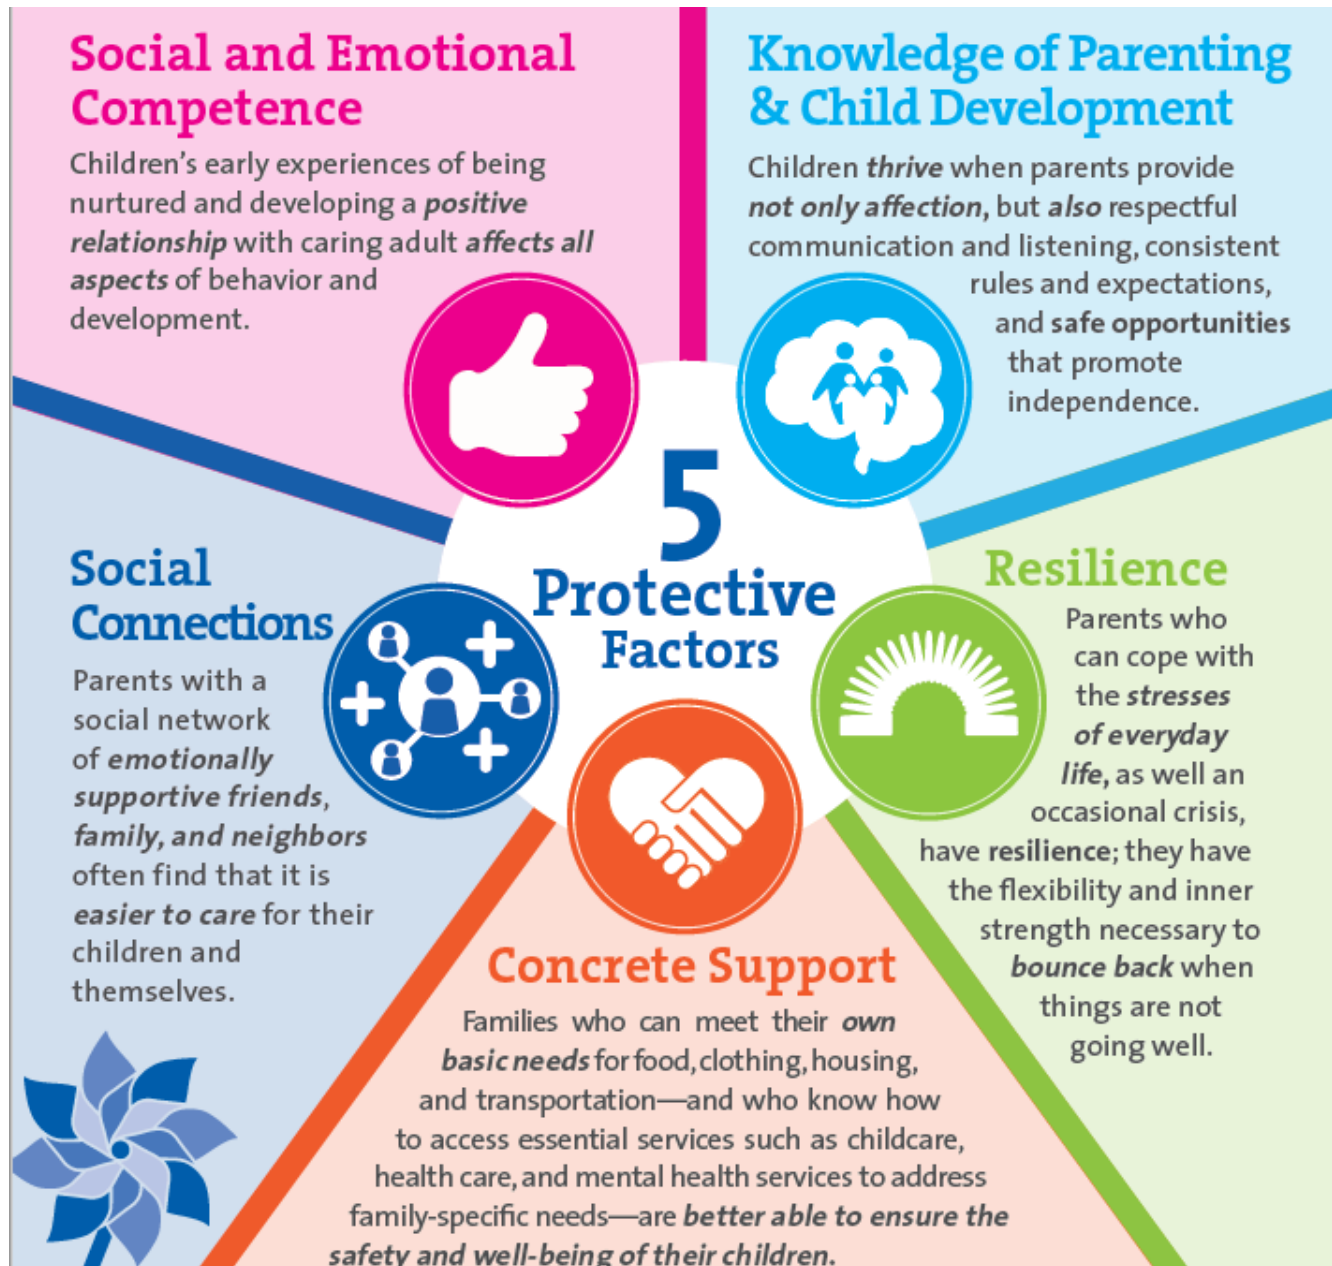 Social and Emotional
Competence
Children's early experiences of being
nurtured and developing a positive
relationship with caring adult affects all
aspects of behavior and
development.
Knowledge of Parenting
& Child Development
Children thrive when parents provide
not only affection, but also respectful
communication and listening, consistent
rules and expectations,
and safe opportunities
that promote
independence.
5
Protective
Factors
Social
Connections
Parents with a
social network
of emotionally
supportive friends,
family, and neighbors
often find that it is
easier to care for their
children and
themselves.
Resilience
Parents who
can cope with
the stresses
of everyday
life, as well an
occasional crisis,
have resilience; they have
the flexibility and inner
strength necessary to
bounce back when
things are not
going well.
Concrete Support
Families who can meet their own
basic needs for food, clothing, housing,
and transportation—and who know how
to access essential services such as childcare,
health care, and mental health services to address
family-specific needs—are better able to ensure the
safety and well-being of their children.